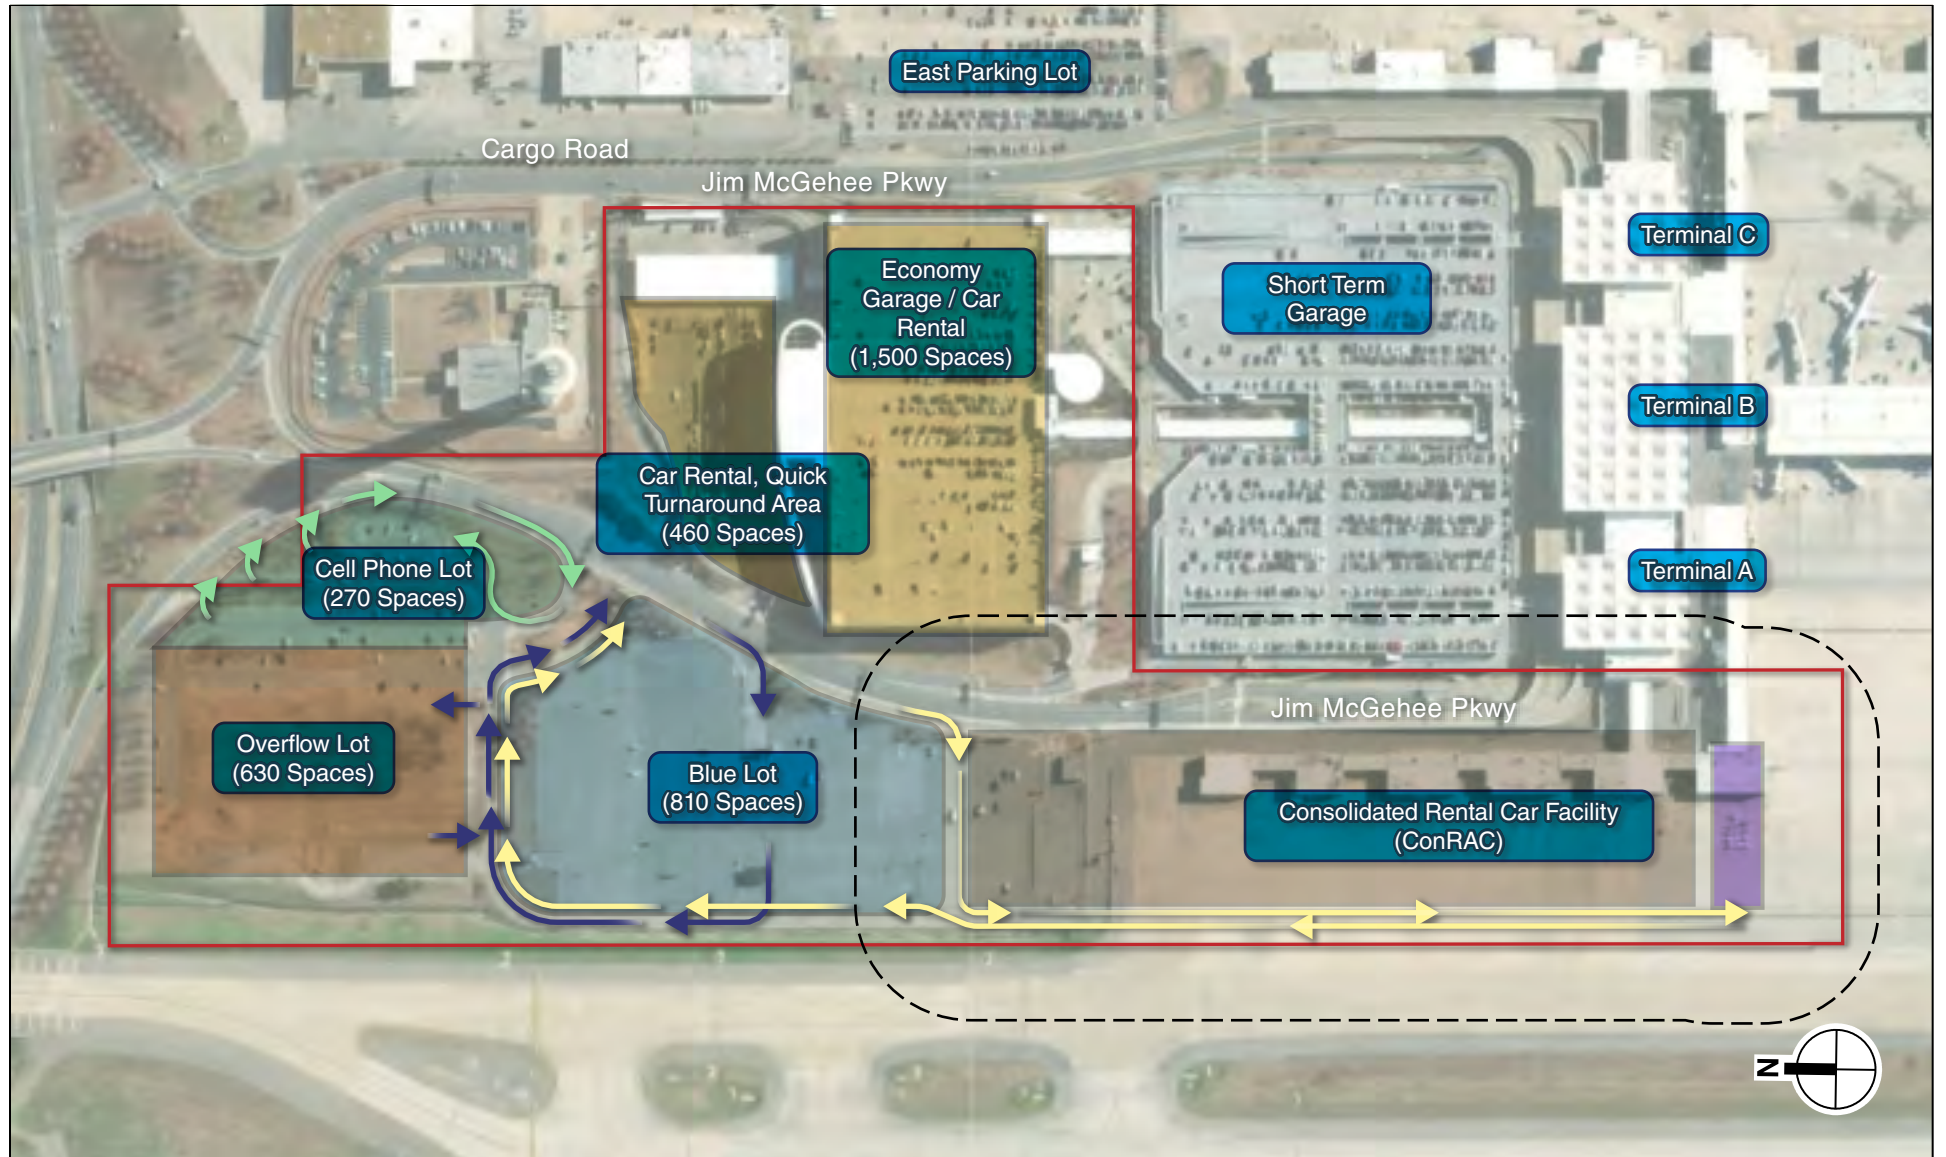 East Parking Lot
Cargo Road
Jim McGehee Pkwy
Terminal C
Economy
Garage / Car
Rental
(1,500 Spaces)
Short Term
Garage
Terminal B
Car Rental, Quick
Turnaround Area
(460 Spaces)
Cell Phone Lot
(270 Spaces)
Terminal A
Jim McGehee Pkwy
Overflow Lot
(630 Spaces)
Blue Lot
(810 Spaces)
Consolidated Rental Car Facility
(ConRAC)
N